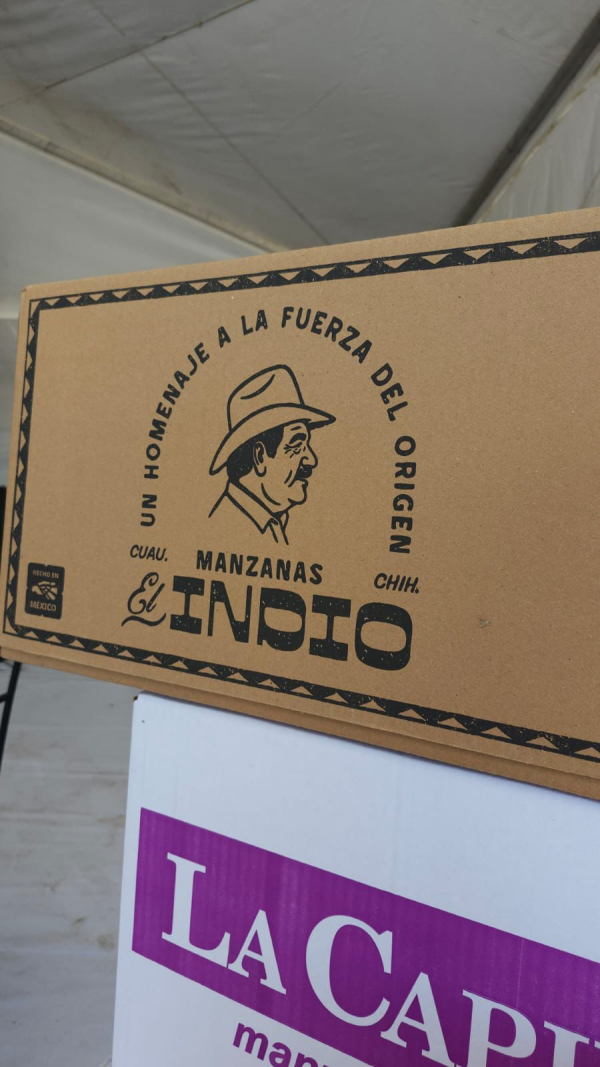 UN HOMENAJE A LA FUERZA DEL ORIGEN
CUAU. MANZANAS CHIH.
El INDIO
HECHO EN
MÉXICO
LA CAPI
man